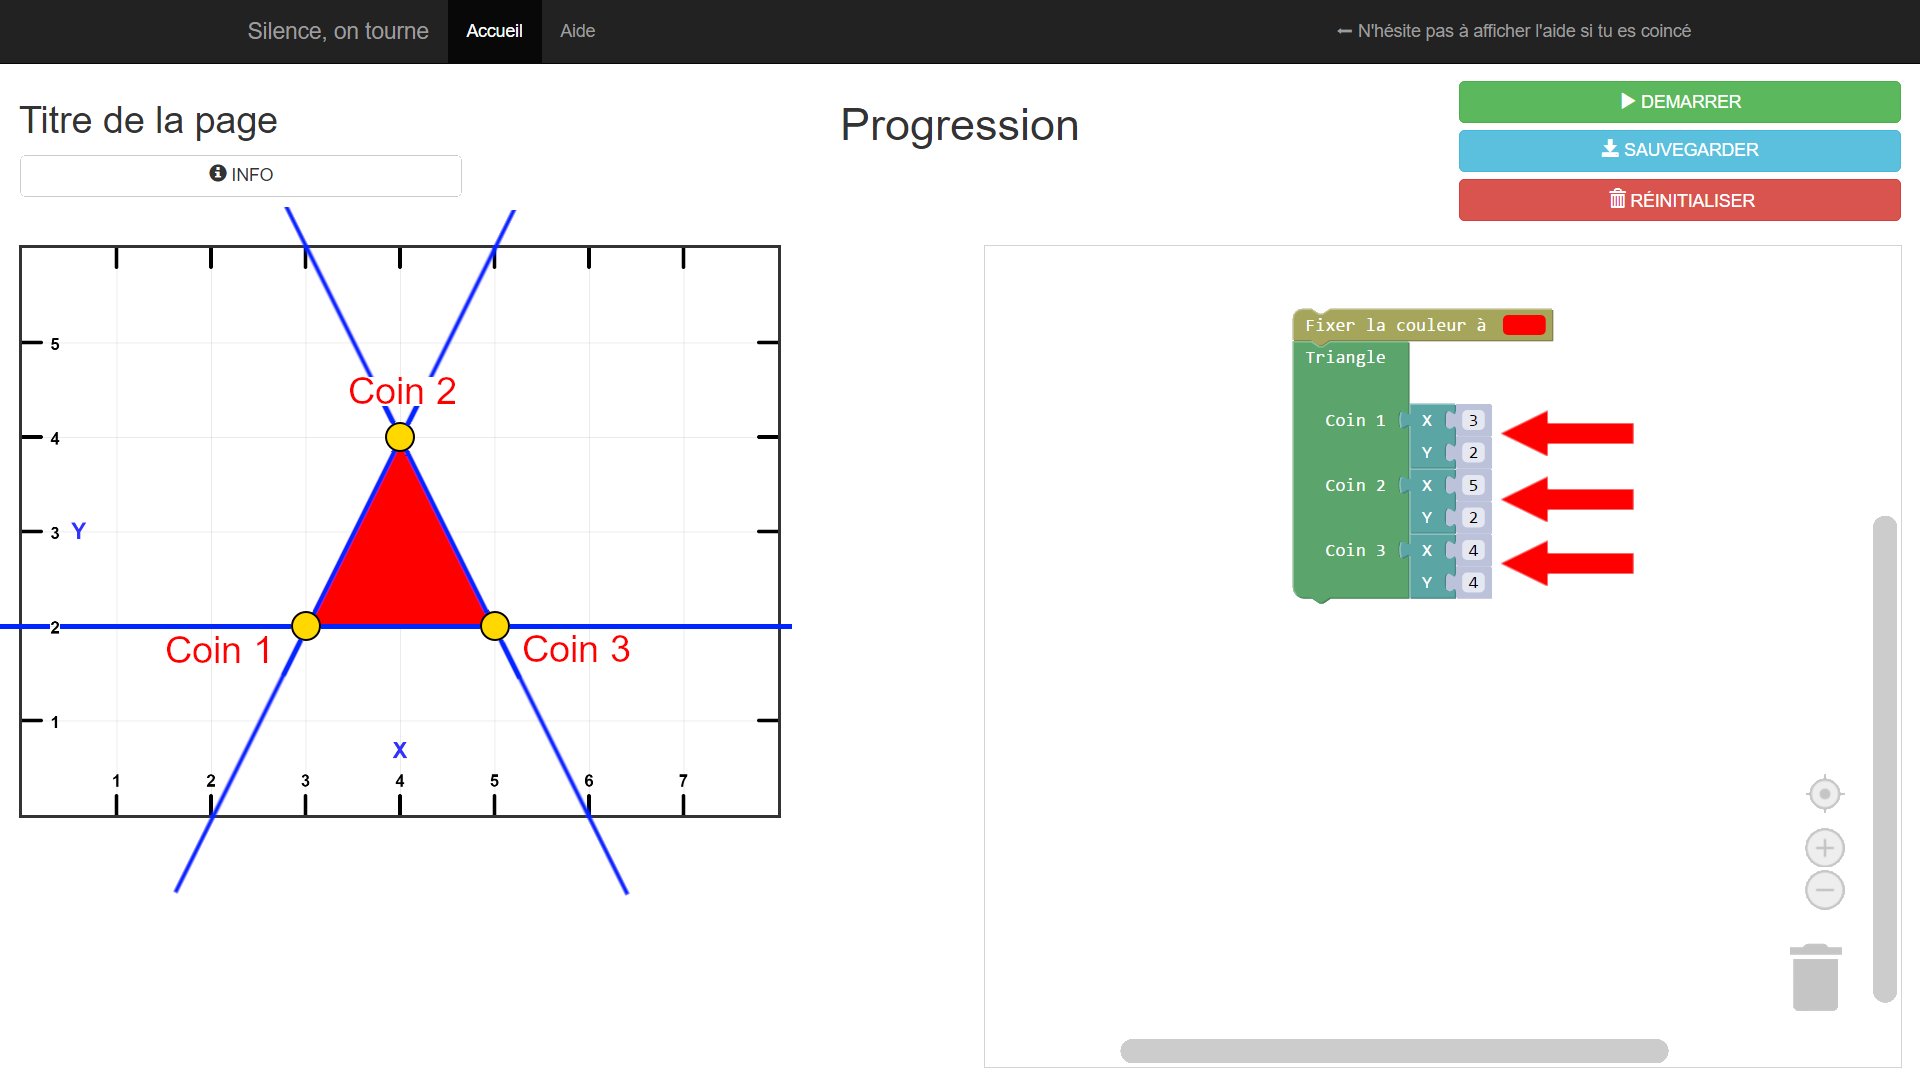 Silence, on tourne
Accueil
Aide
N'hésite pas à afficher l'aide si tu es coincé
Titre de la page
INFO
Progression
DEMARRER
SAUVEGARDER
RÉINITIALISER
5
Coin 2
4
3 Y
2
Coin 1
Coin 3
1
X
1 2 3 4 5 6 7
Fixer la couleur à
Triangle
Coin 1 X 3
Y 2
Coin 2 X 5
Y 2
Coin 3 X 4
Y 4